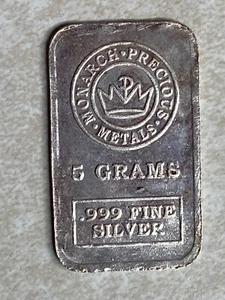 MONARCH · PRECIOUS
· METALS ·
5 GRAMS
.999 FINE
SILVER